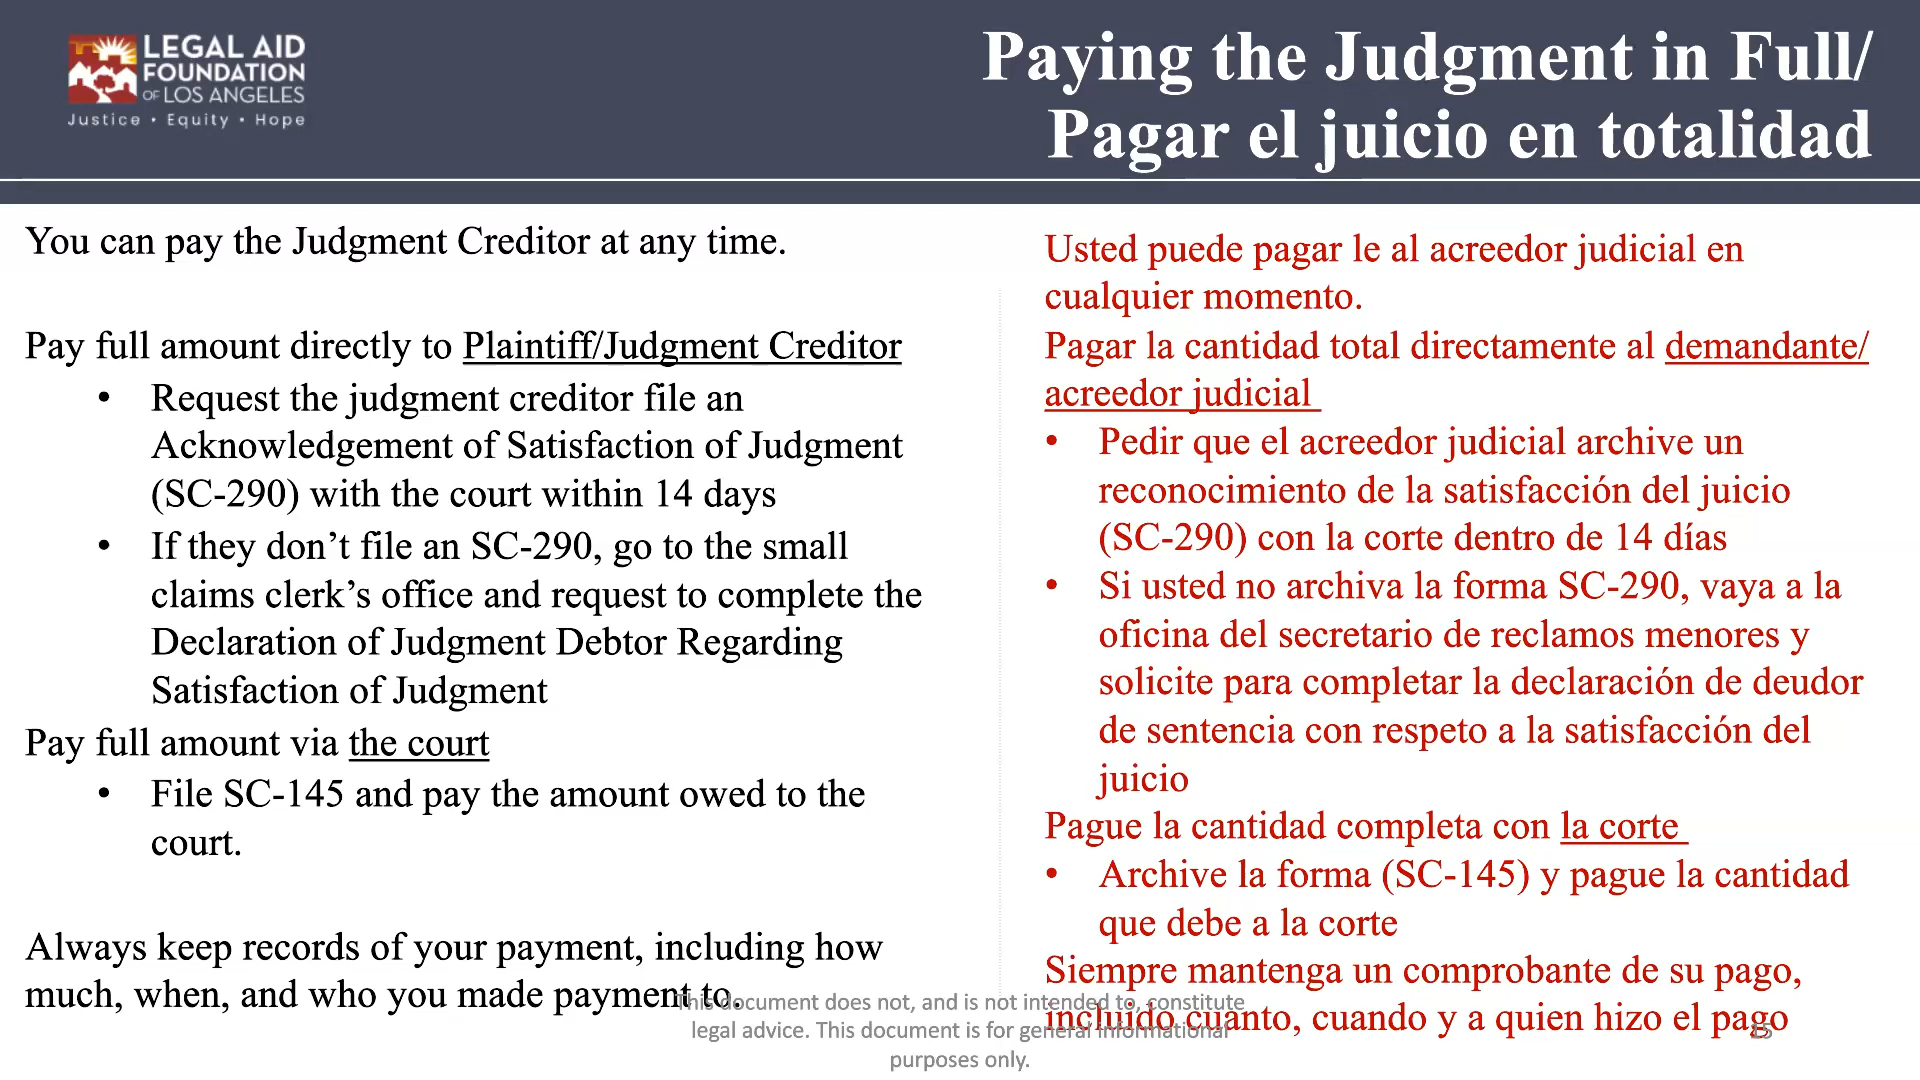 LEGAL AID
FOUNDATION
OF LOS ANGELES
Justice • Equity • Hope
Paying the Judgment in Full/
Pagar el juicio en totalidad
You can pay the Judgment Creditor at any time.
Pay full amount directly to Plaintiff/Judgment Creditor
• Request the judgment creditor file an
Acknowledgement of Satisfaction of Judgment
(SC-290) with the court within 14 days
• If they don’t file an SC-290, go to the small
claims clerk’s office and request to complete the
Declaration of Judgment Debtor Regarding
Satisfaction of Judgment
Pay full amount via the court
• File SC-145 and pay the amount owed to the
court.
Always keep records of your payment, including how
much, when, and who you made payment to.
Usted puede pagar le al acreedor judicial en
cualquier momento.
Pagar la cantidad total directamente al demandante/
acreedor judicial
• Pedir que el acreedor judicial archive un
reconocimiento de la satisfacción del juicio
(SC-290) con la corte dentro de 14 días
• Si usted no archiva la forma SC-290, vaya a la
oficina del secretario de reclamos menores y
solicite para completar la declaración de deudor
de sentencia con respeto a la satisfacción del
juicio
Pague la cantidad completa con la corte
• Archive la forma (SC-145) y pague la cantidad
que debe a la corte
Siempre mantenga un comprobante de su pago,
incluido cuanto, cuando y a quien hizo el pago
This document does not, and is not intended to, constitute
legal advice. This document is for general informational
purposes only.
15